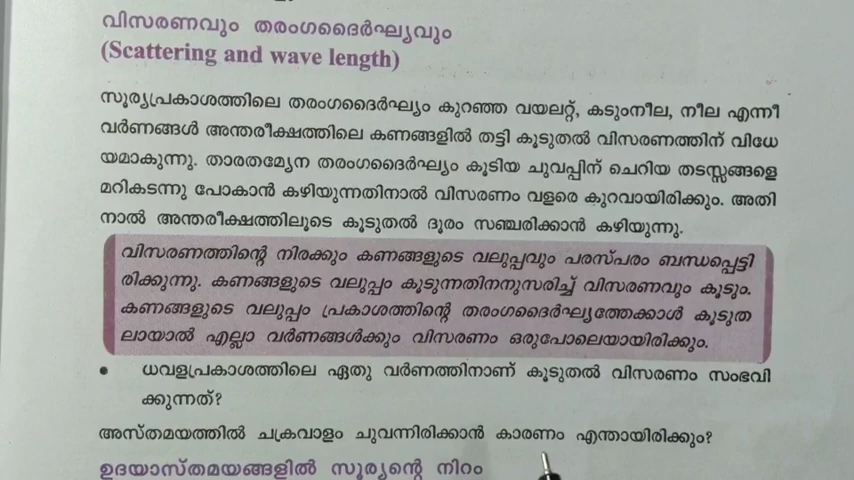 വിസരണവും തരംഗദൈർഘ്യവും
(Scattering and wave length)
സൂര്യപ്രകാശത്തിലെ തരംഗദൈർഘ്യം കുറഞ്ഞ വയലറ്റ്, കടുംനീല, നീല എന്നീ
വർണങ്ങൾ അന്തരീക്ഷത്തിലെ കണങ്ങളിൽ തട്ടി കൂടുതൽ വിസരണത്തിന് വിധേ
യമാകുന്നു. താരതമ്യേന തരംഗദൈർഘ്യം കൂടിയ ചുവപ്പിന് ചെറിയ തടസ്സങ്ങളെ
മറികടന്നു പോകാൻ കഴിയുന്നതിനാൽ വിസരണം വളരെ കുറവായിരിക്കും. അതി
നാൽ അന്തരീക്ഷത്തിലൂടെ കൂടുതൽ ദൂരം സഞ്ചരിക്കാൻ കഴിയുന്നു.
വിസരണത്തിന്റെ നിരക്കും കണങ്ങളുടെ വലുപ്പവും പരസ്പരം ബന്ധപ്പെട്ടി
രിക്കുന്നു. കണങ്ങളുടെ വലുപ്പം കൂടുന്നതിനനുസരിച്ച് വിസരണവും കൂടും.
കണങ്ങളുടെ വലുപ്പം പ്രകാശത്തിന്റെ തരംഗദൈർഘ്യത്തേക്കാൾ കൂടുത
ലായാൽ എല്ലാ വർണങ്ങൾക്കും വിസരണം ഒരുപോലെയായിരിക്കും.
• ധവളപ്രകാശത്തിലെ ഏതു വർണത്തിനാണ് കൂടുതൽ വിസരണം സംഭവി
ക്കുന്നത്?
അസ്തമയത്തിൽ ചക്രവാളം ചുവന്നിരിക്കാൻ കാരണം എന്തായിരിക്കും?
ഉദയാസ്തമയങ്ങളിൽ സൂര്യന്റെ നിറം